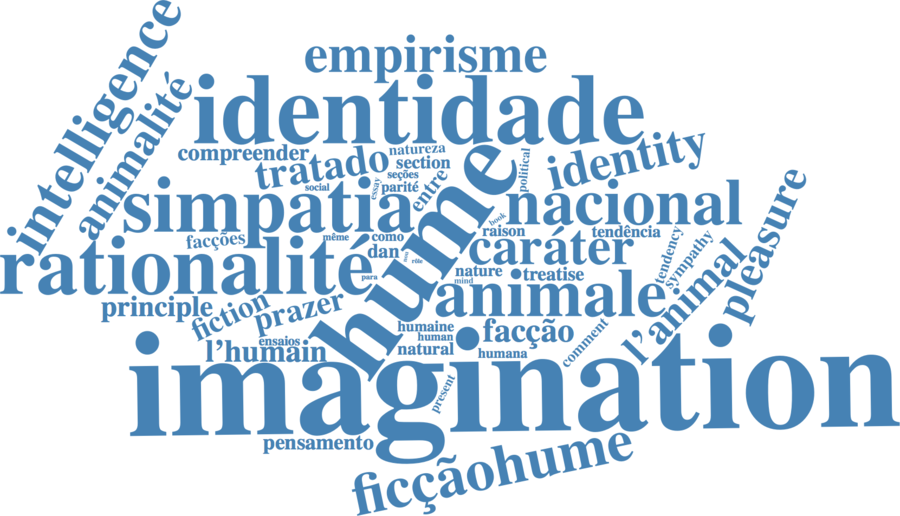 empirisme
intelligence
identidade
animalité
compreender
tratado
natureza
section
seções
social
essay
parité
entre
political
identity
simpatia
hume
nacional
pleasure
book
raison
tendência
facções
même
como
dan
rôle
caráter
tendency
sympathy
rationalité
para
nature
mind
treatise
animale
l’animal
principle
fiction
prazer
humaine
human
facção
comment
ensaios
l’humain
natural
humana
imagination
present
pensamento
ficçãohume